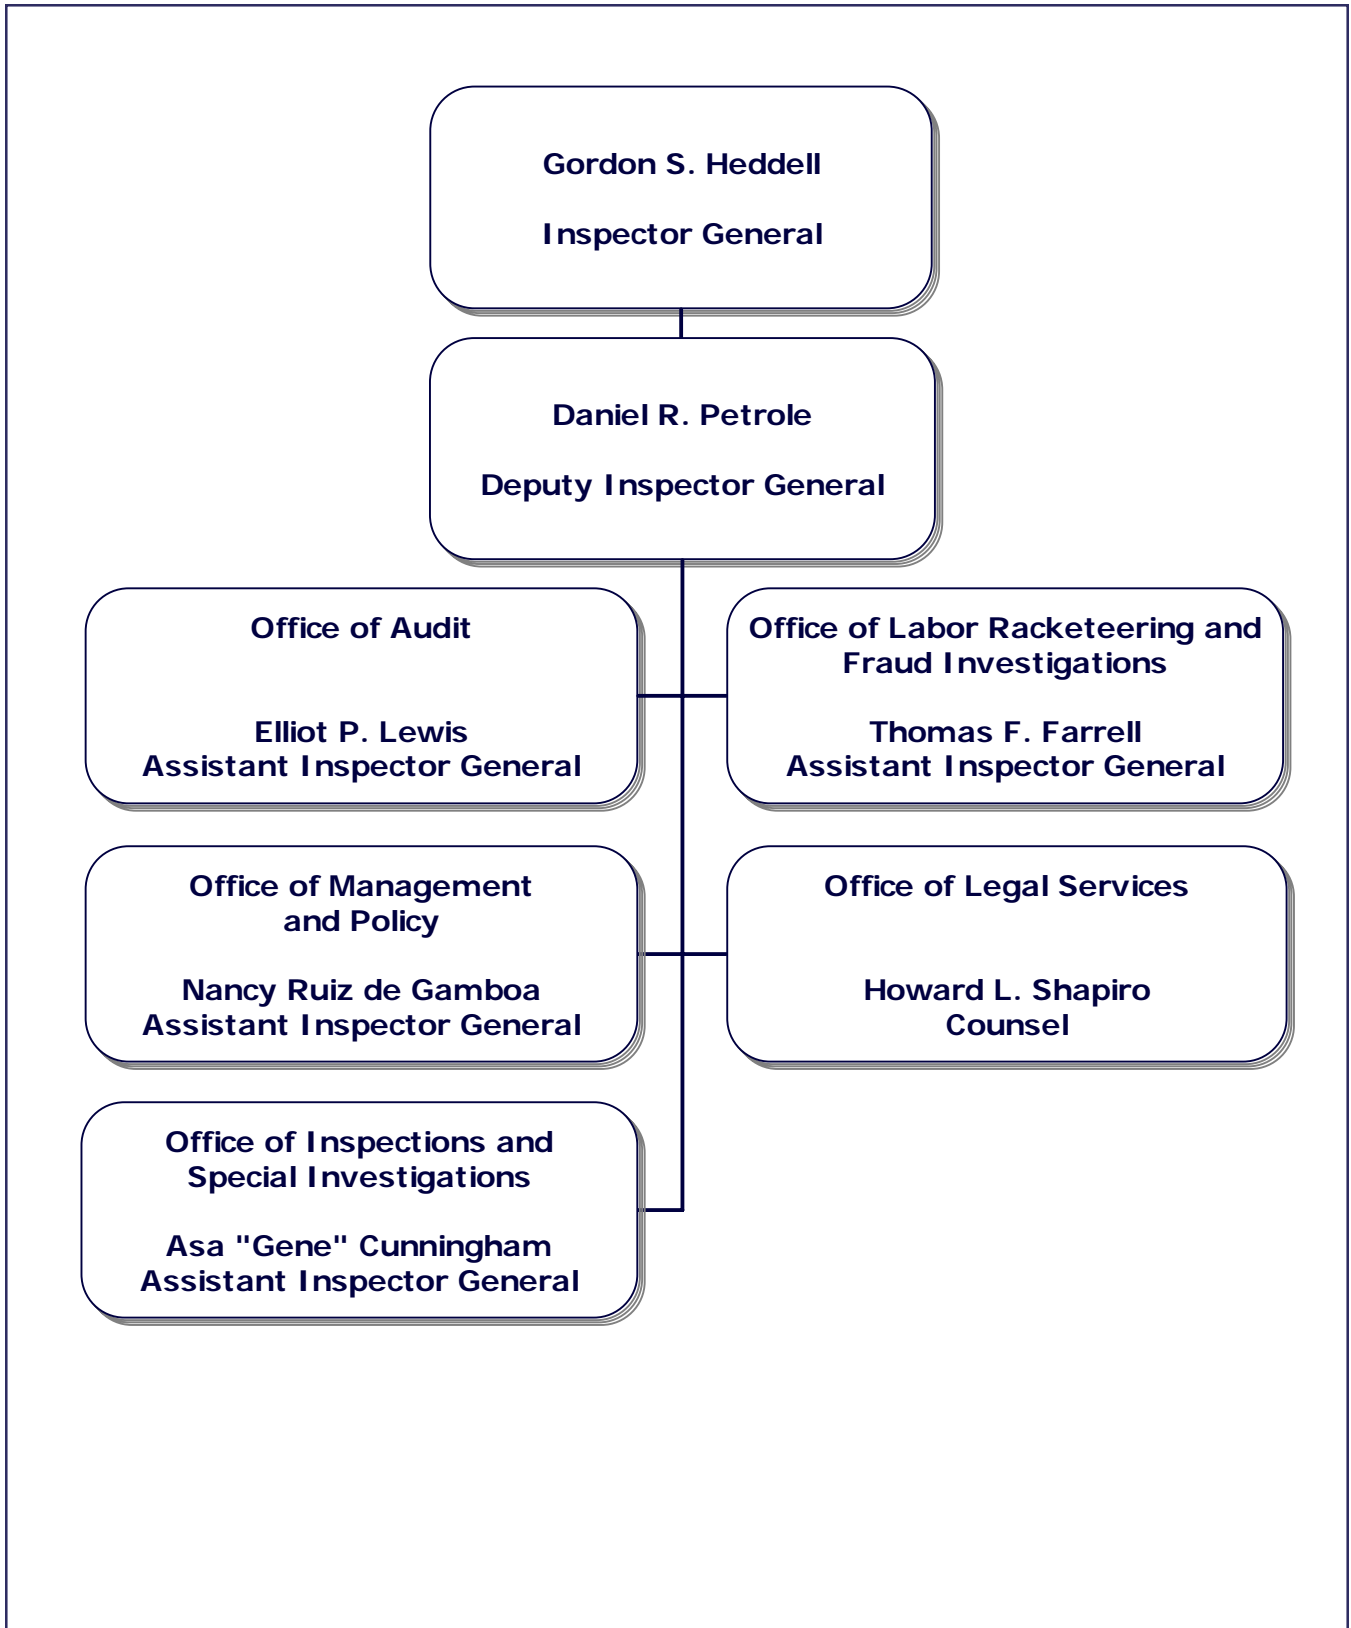 Gordon S. Heddell
Inspector General
Daniel R. Petrole
Deputy Inspector General
Office of Audit
Elliot P. Lewis
Assistant Inspector General
Office of Labor Racketeering and
Fraud Investigations
Thomas F. Farrell
Assistant Inspector General
Office of Management
and Policy
Nancy Ruiz de Gamboa
Assistant Inspector General
Office of Legal Services
Howard L. Shapiro
Counsel
Office of Inspections and
Special Investigations
Asa "Gene" Cunningham
Assistant Inspector General